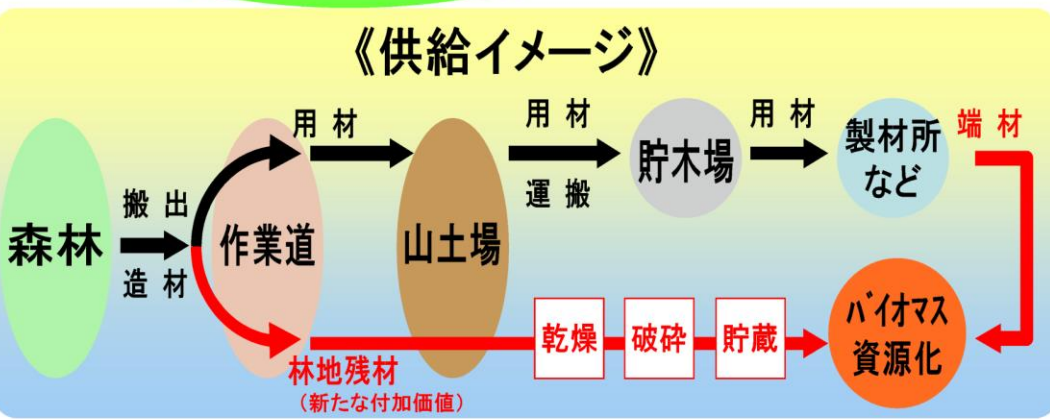 《供給イメージ》
森林
搬出
造材
作業道
用材
山土場
用材
運搬
貯木場
用材
製材所
など
端材
林地残材
（新たな付加価値）
乾燥
破砕
貯蔵
バイオマス
資源化